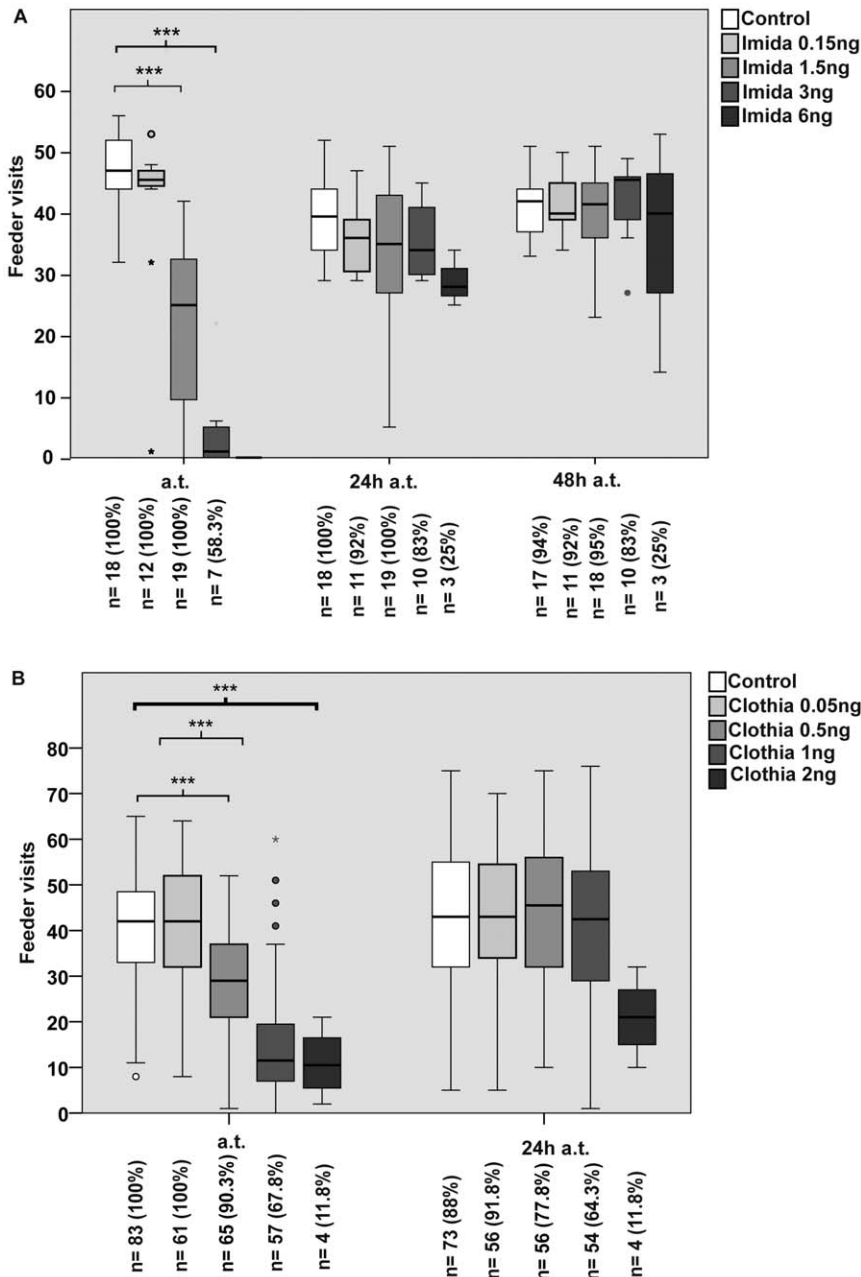 A
Control
Imida 0.15ng
Imida 1.5ng
Imida 3ng
Imida 6ng
***
***
Feeder visits
60
50
40
30
20
10
0
a.t.
24h a.t.
48h a.t.
n= 18 (100%)
n= 12 (100%)
n= 19 (100%)
n= 7 (58.3%)
n= 18 (100%)
n= 11 (92%)
n= 19 (100%)
n= 10 (83%)
n= 3 (25%)
n= 17 (94%)
n= 11 (92%)
n= 18 (95%)
n= 10 (83%)
n= 3 (25%)
B
Control
Clothia 0.05ng
Clothia 0.5ng
Clothia 1ng
Clothia 2ng
***
***
***
Feeder visits
80
70
60
50
40
30
20
10
0
a.t.
24h a.t.
n= 83 (100%)
n= 61 (100%)
n= 65 (90.3%)
n= 57 (67.8%)
n= 4 (11.8%)
n= 73 (88%)
n= 56 (91.8%)
n= 56 (77.8%)
n= 54 (64.3%)
n= 4 (11.8%)